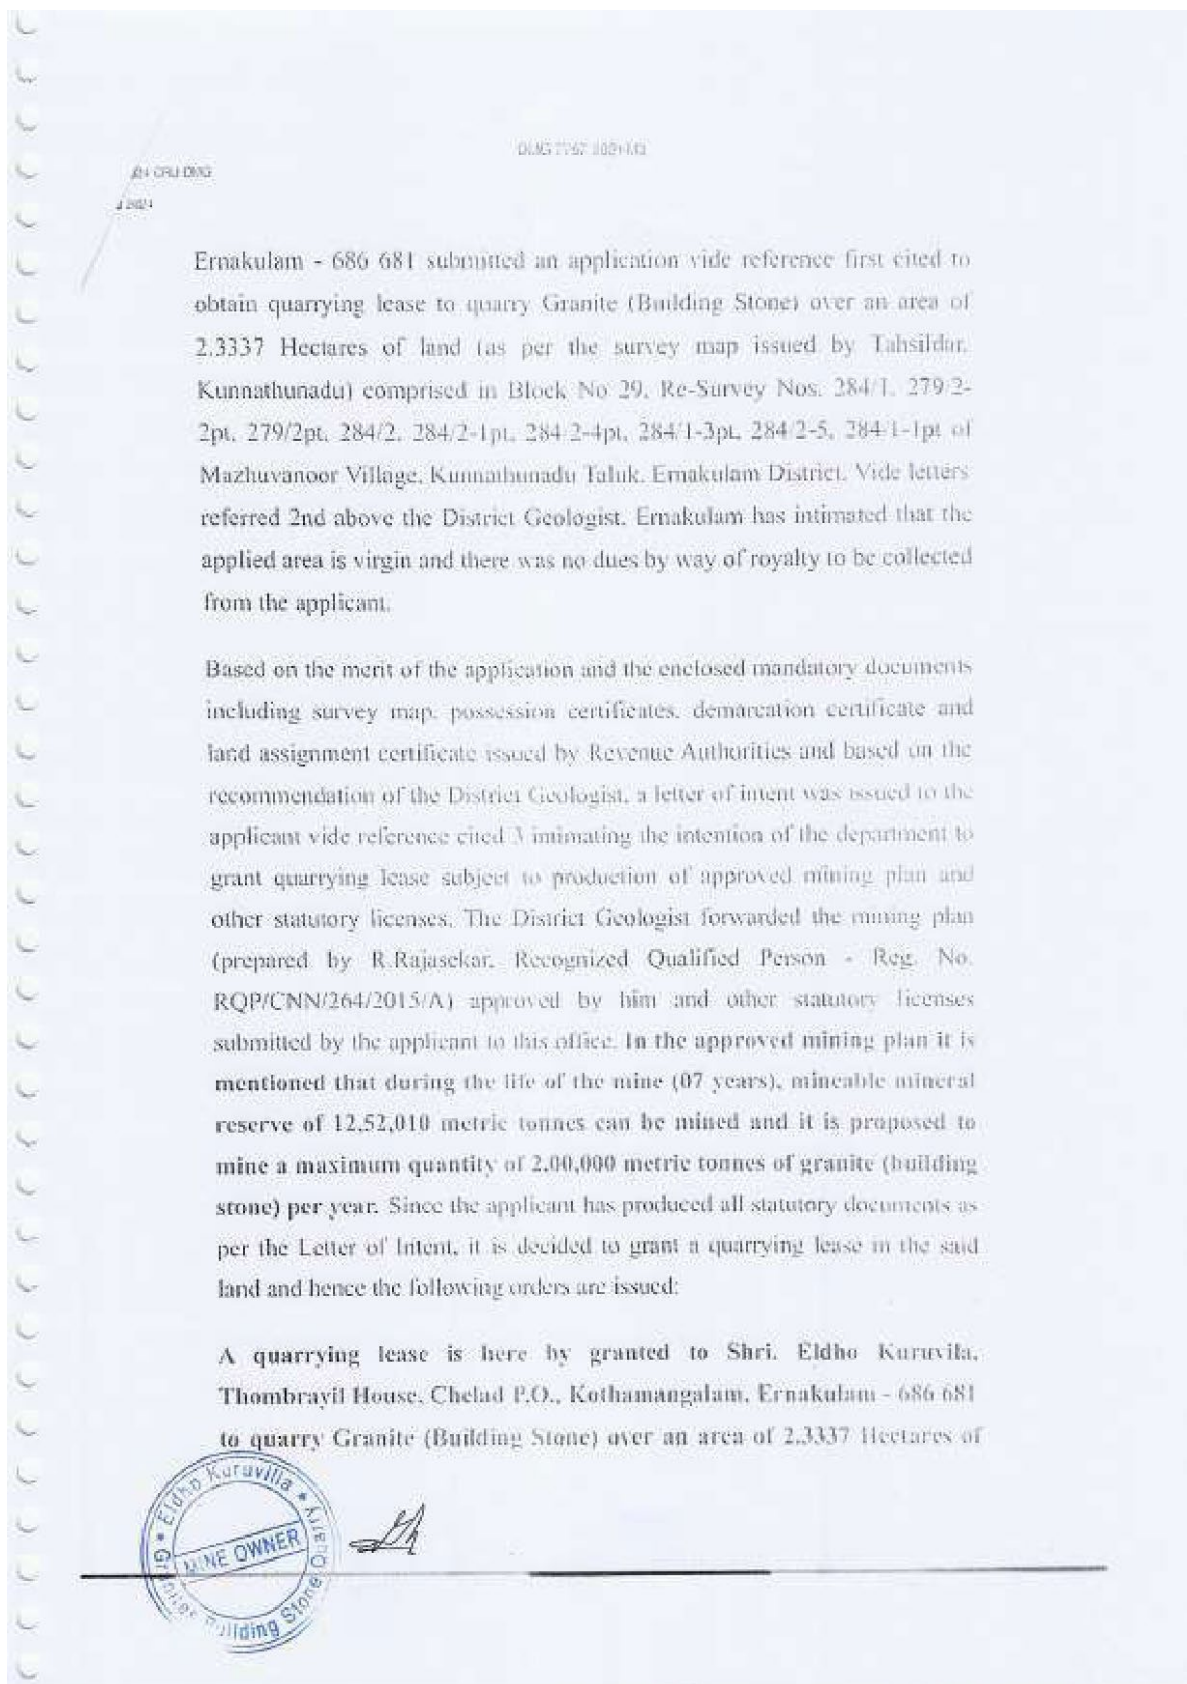 DMG
CRU DMG
Ernakulam - 686 681 submitted an application vide reference first cited to
obtain quarrying lease to quarry Granite (Building Stone) over an area of
2.3337 Hectares of land (as per the survey map issued by Tahsildar,
Kunnathunadu) comprised in Block No 29, Re-Survey Nos. 284/1, 279/2-
2pt, 279/2pt, 284/2, 284/2-1pt, 284/2-4pt, 284/1-3pt, 284/2-5, 284/1-1pt of
Mazhuvanoor Village, Kunnathunadu Taluk, Ernakulam District. Vide letters
referred 2nd above the District Geologist, Ernakulam has intimated that the
applied area is virgin and there was no dues by way of royalty to be collected
from the applicant.
Based on the merit of the application and the enclosed mandatory documents
including survey map, possession certificates, demarcation certificate and
land assignment certificate issued by Revenue Authorities and based on the
recommendation of the District Geologist, a letter of intent was issued to the
applicant vide reference cited 3 intimating the intention of the department to
grant quarrying lease subject to production of approved mining plan and
other statutory licenses. The District Geologist forwarded the mining plan
(prepared by R.Rajasekar, Recognized Qualified Person - Reg. No.
RQP/CNN/264/2015/A) approved by him and other statutory licenses
submitted by the applicant to this office. In the approved mining plan it is
mentioned that during the life of the mine (07 years), mineable mineral
reserve of 12,52,010 metric tonnes can be mined and it is proposed to
mine a maximum quantity of 2,00,000 metric tonnes of granite (building
stone) per year. Since the applicant has produced all statutory documents as
per the Letter of Intent, it is decided to grant a quarrying lease in the said
land and hence the following orders are issued:
A quarrying lease is here by granted to Shri. Eldho Kuruvila,
Thombrayil House, Chelad P.O., Kothamangalam, Ernakulam - 686 681
to quarry Granite (Building Stone) over an area of 2.3337 Hectares of
Eldho Kuruvilla
MINE OWNER
Building Stone Quarry